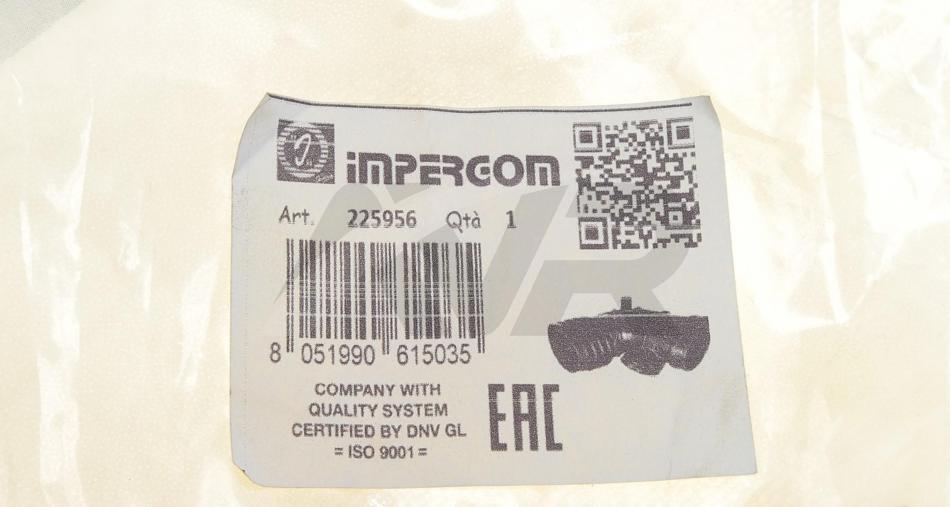 iMPERGOM
Art. 225956 Qtà 1
8 051990 615035
COMPANY WITH
QUALITY SYSTEM
CERTIFIED BY DNV GL
= ISO 9001 =
EAC